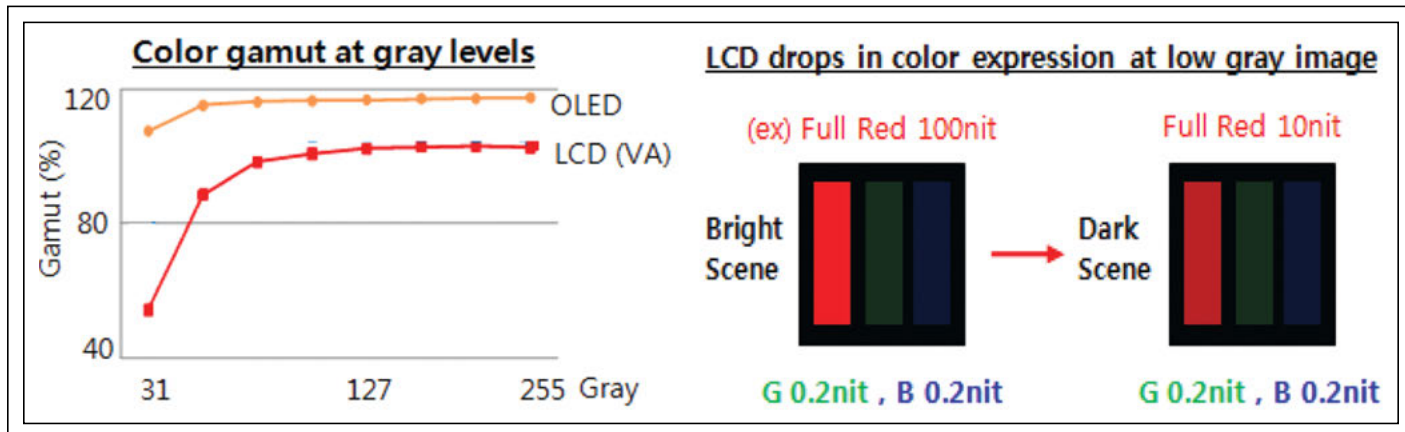 Color gamut at gray levels
120
80
40
Gamut (%)
OLED
LCD (VA)
31 127 255 Gray
LCD drops in color expression at low gray image
(ex) Full Red 100nit
Full Red 10nit
Bright
Scene
Dark
Scene
G 0.2nit , B 0.2nit
G 0.2nit , B 0.2nit